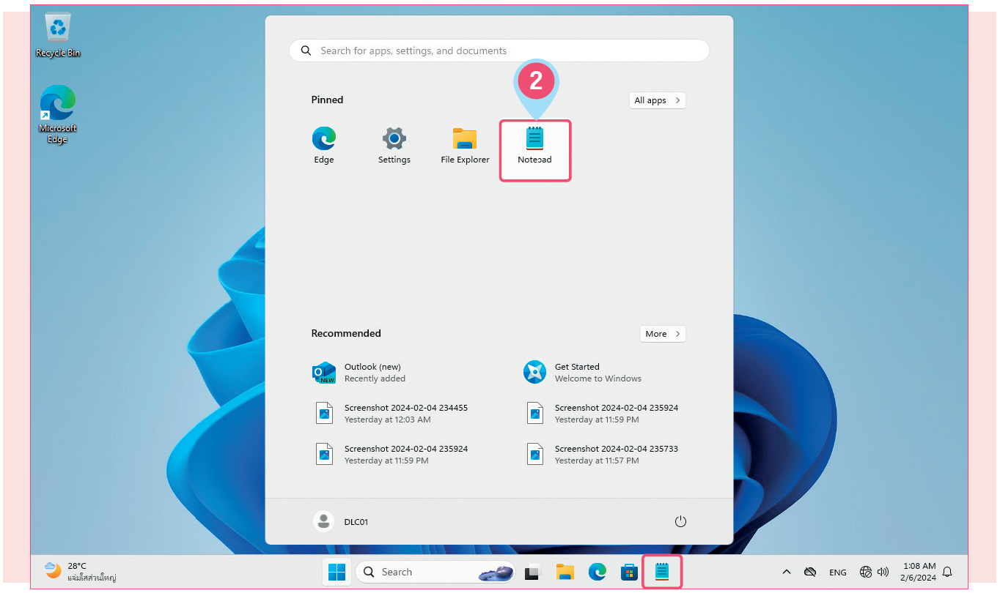 Recycle Bin
Microsoft
Edge
Search for apps, settings, and documents
2
Pinned
All apps
Edge
Settings
File Explorer
Notepad
Recommended
More
Outlook (new)
Recently added
Get Started
Welcome to Windows
Screenshot 2024-02-04 234455
Yesterday at 12:03 AM
Screenshot 2024-02-04 235924
Yesterday at 11:59 PM
Screenshot 2024-02-04 235924
Yesterday at 11:59 PM
Screenshot 2024-02-04 235733
Yesterday at 11:57 PM
DLC01
28°C
แจ่มใสส่วนใหญ่
Search
NEW
ENG
1:08 AM
2/6/2024